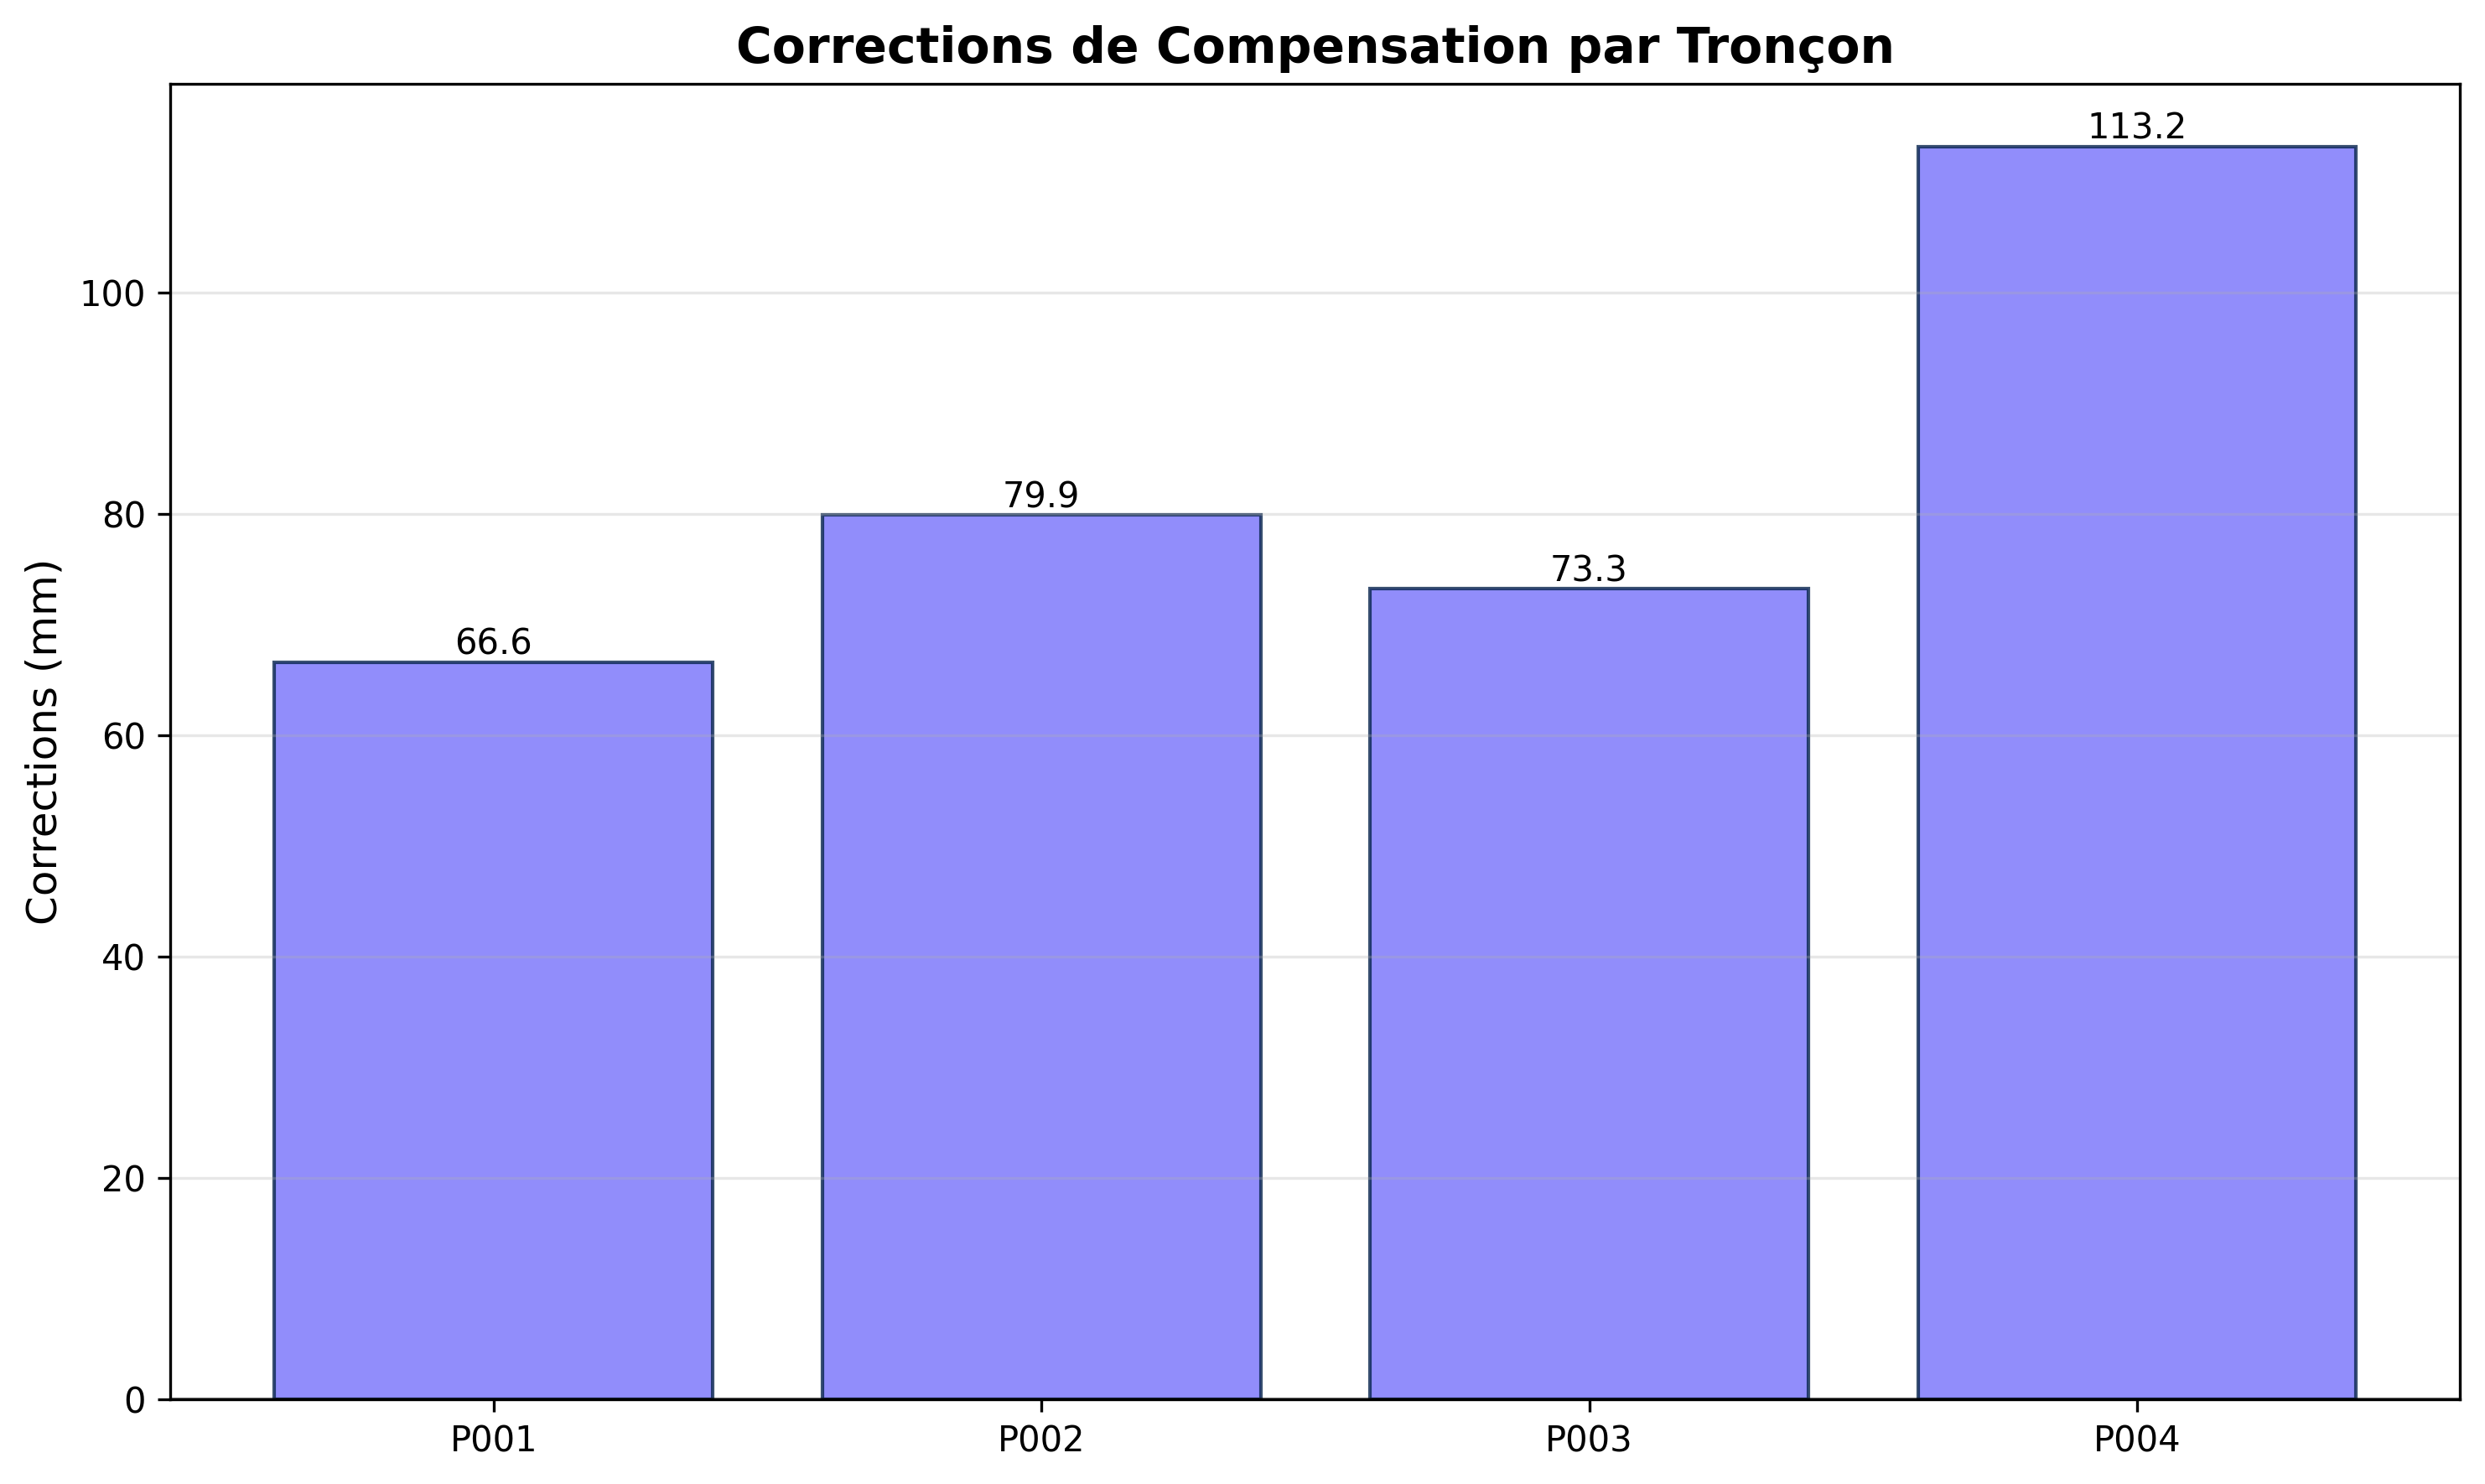 Corrections de Compensation par Tronçon
Corrections (mm)
100
80
60
40
20
0
66.6
79.9
73.3
113.2
P001
P002
P003
P004